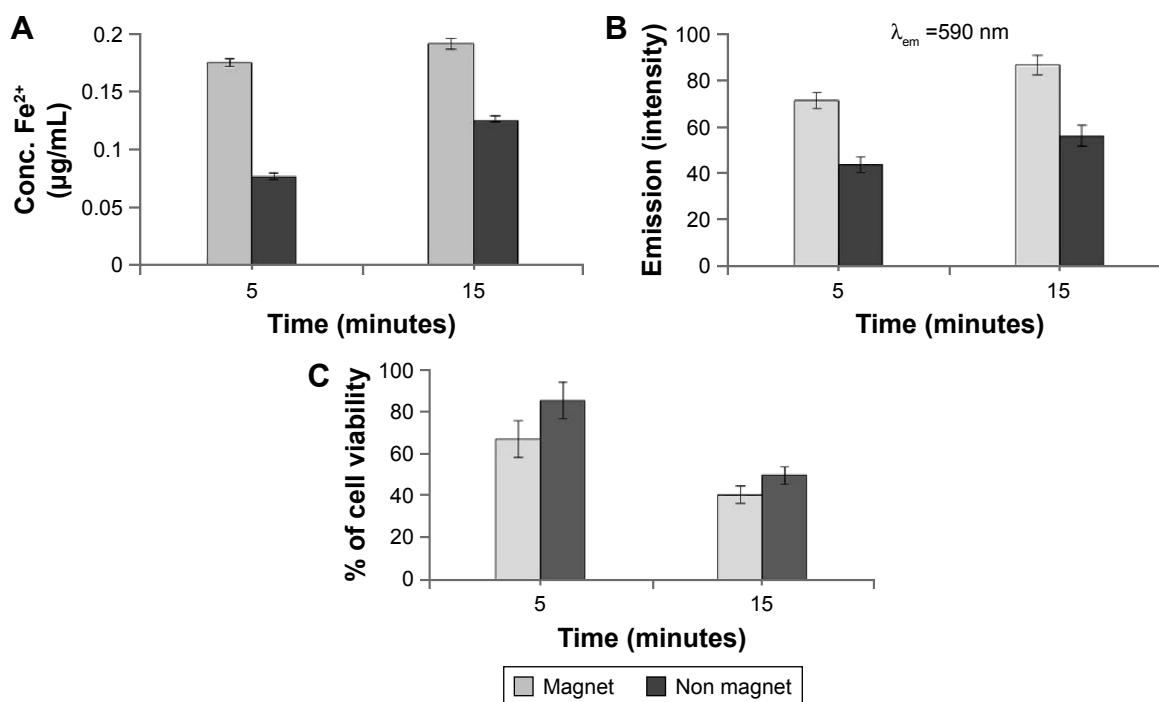 A
Conc. Fe²⁺
(µg/mL)
0.2
0.15
0.1
0.05
0
5
15
Time (minutes)
B
λem =590 nm
Emission (intensity)
100
80
60
40
20
0
5
15
Time (minutes)
C
% of cell viability
100
80
60
40
20
0
5
15
Time (minutes)
Magnet
Non magnet